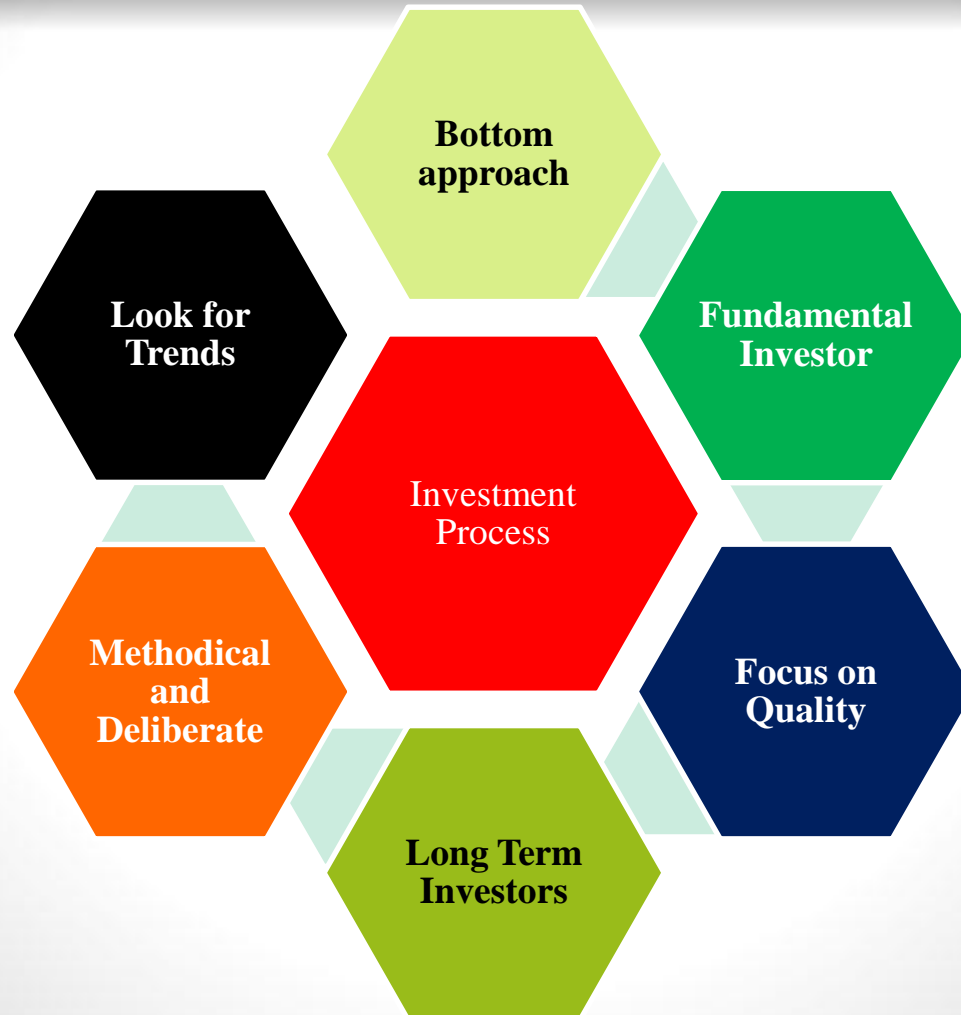 Bottom
approach
Look for
Trends
Fundamental
Investor
Investment
Process
Methodical
and
Deliberate
Focus on
Quality
Long Term
Investors